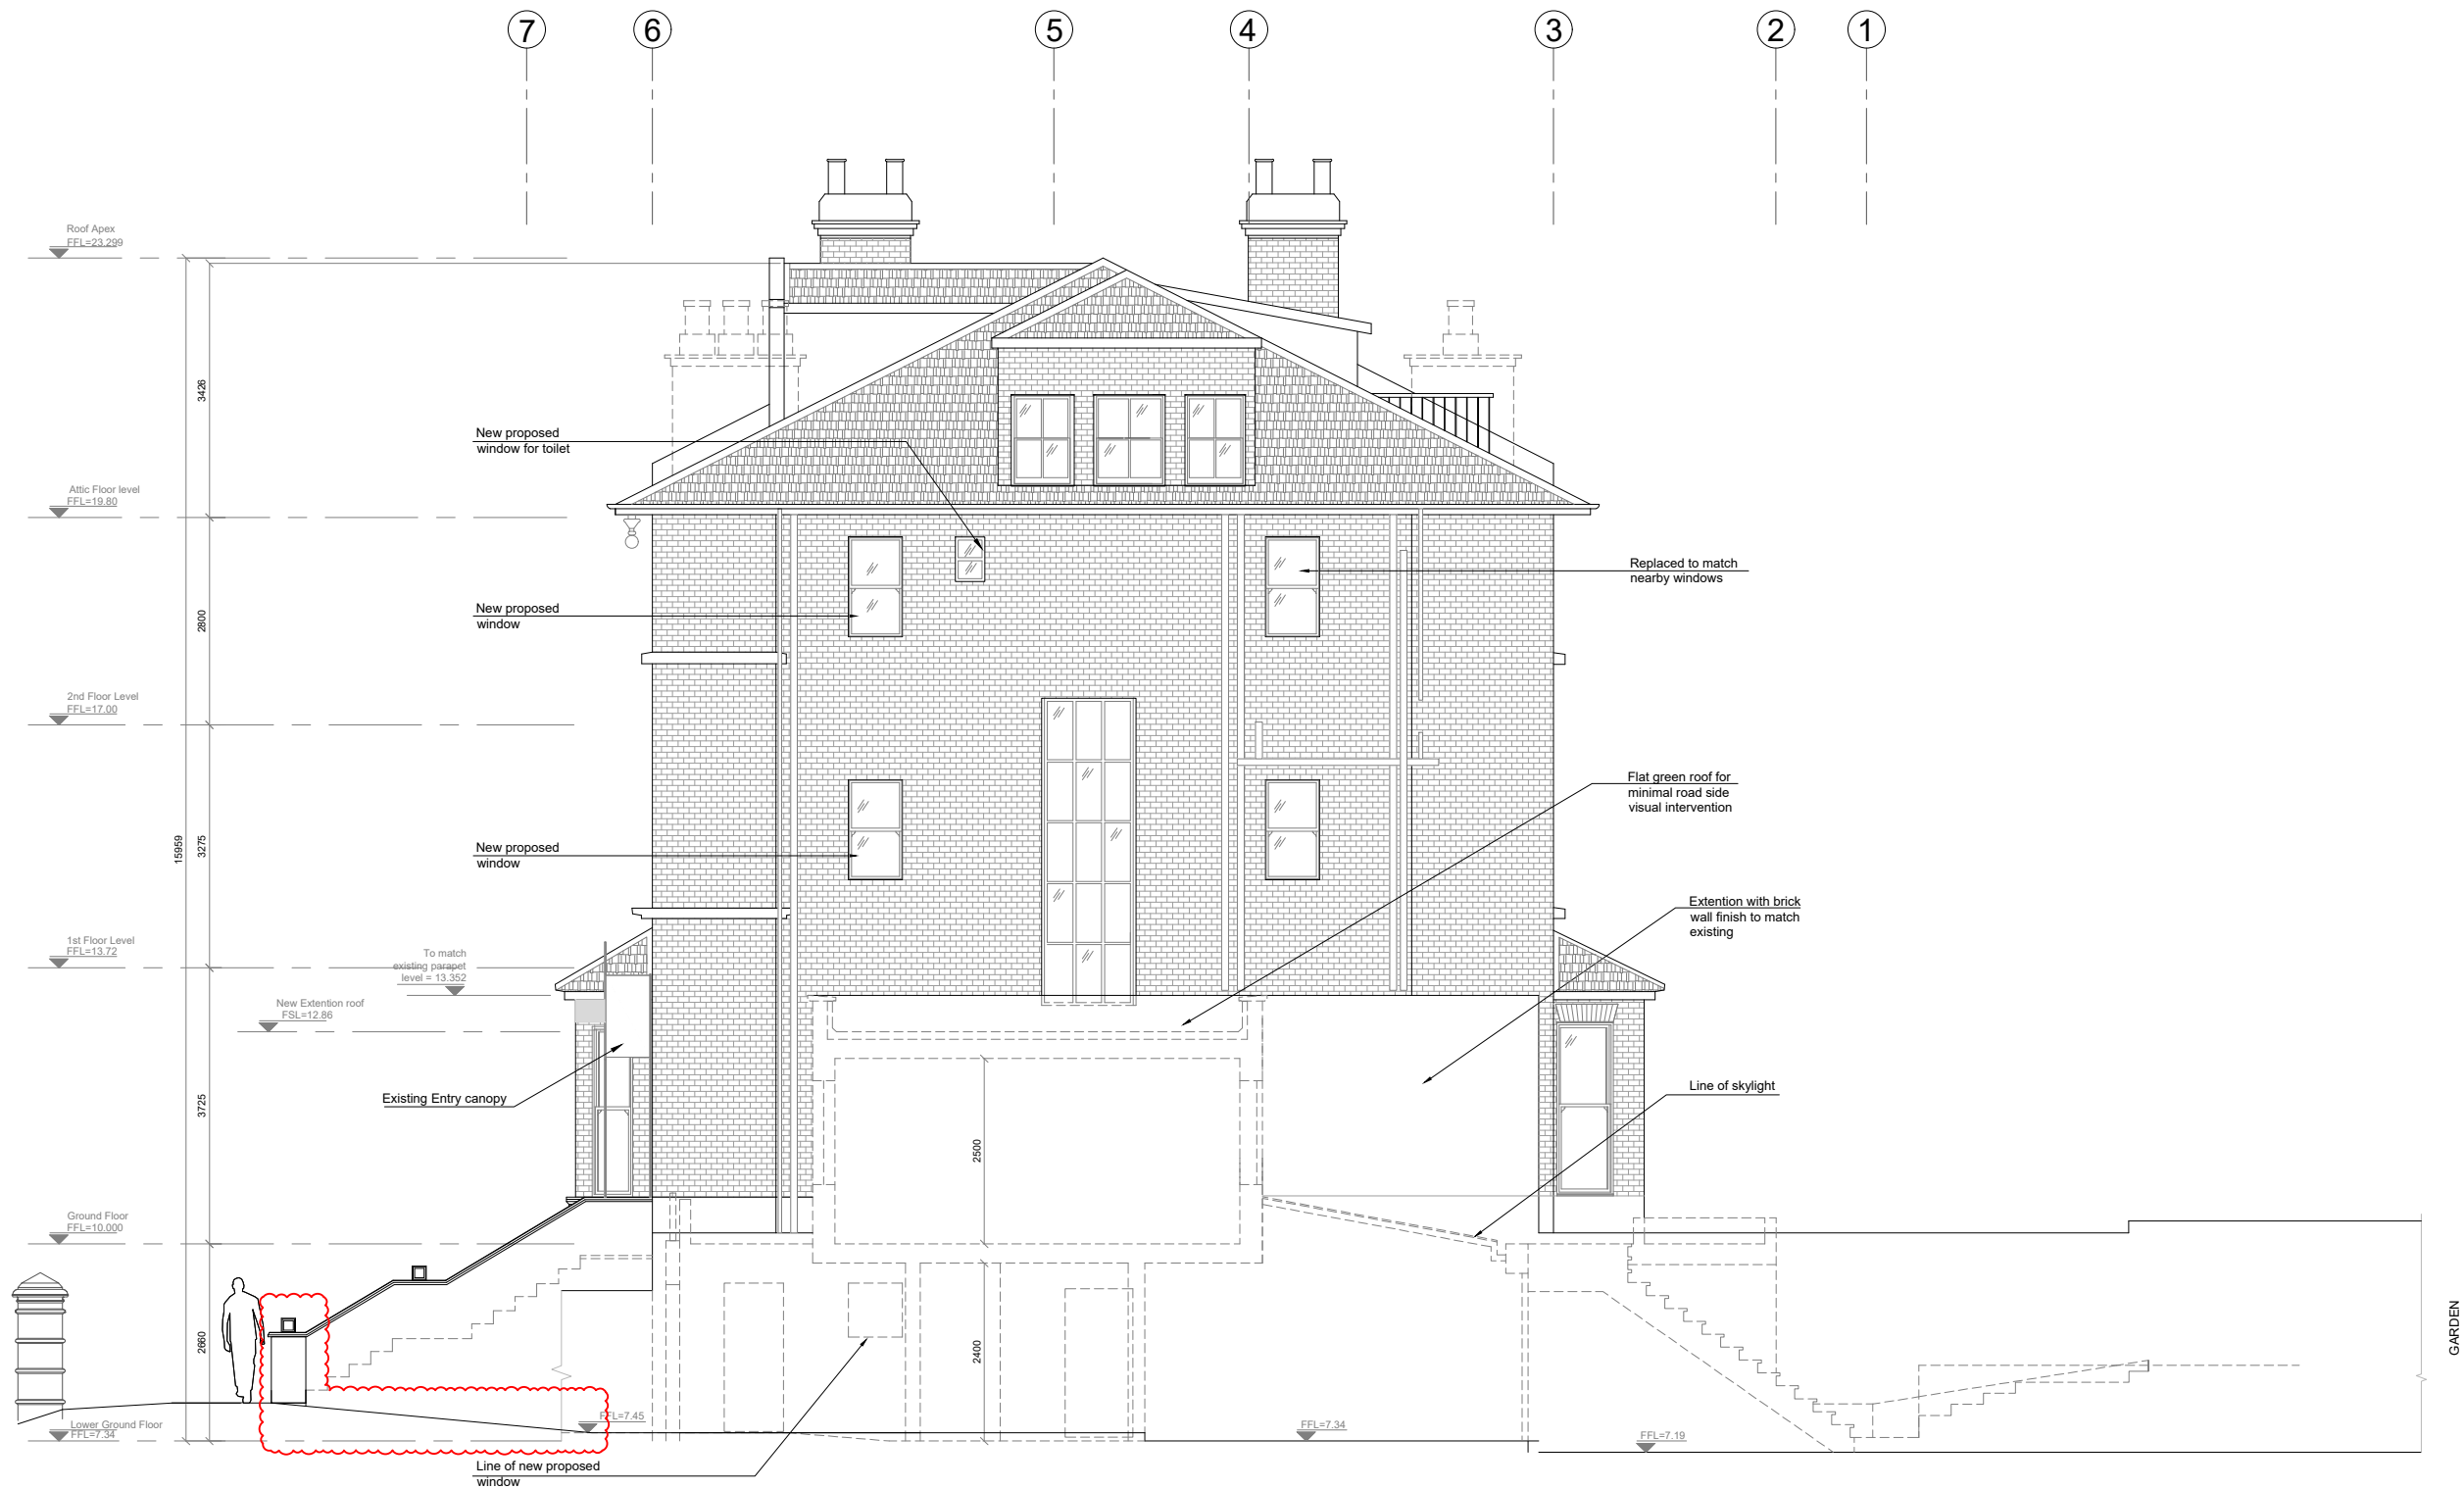 7
6
5
4
3
2
1
Roof Apex
FFL=23.299
3426
New proposed
window for toilet
Attic Floor level
FFL=19.80
Replaced to match
nearby windows
New proposed
window
2800
2nd Floor Level
FFL=17.00
Flat green roof for
minimal road side
visual intervention
15959
3275
New proposed
window
Extention with brick
wall finish to match
existing
1st Floor Level
FFL=13.72
To match
existing parapet
level = 13.352
New Extention roof
FSL=12.86
Existing Entry canopy
3725
2500
Line of skylight
Ground Floor
FFL=10.000
2660
2400
GARDEN
Lower Ground Floor
FFL=7.34
FFL=7.45
FFL=7.34
FFL=7.19
Line of new proposed
window